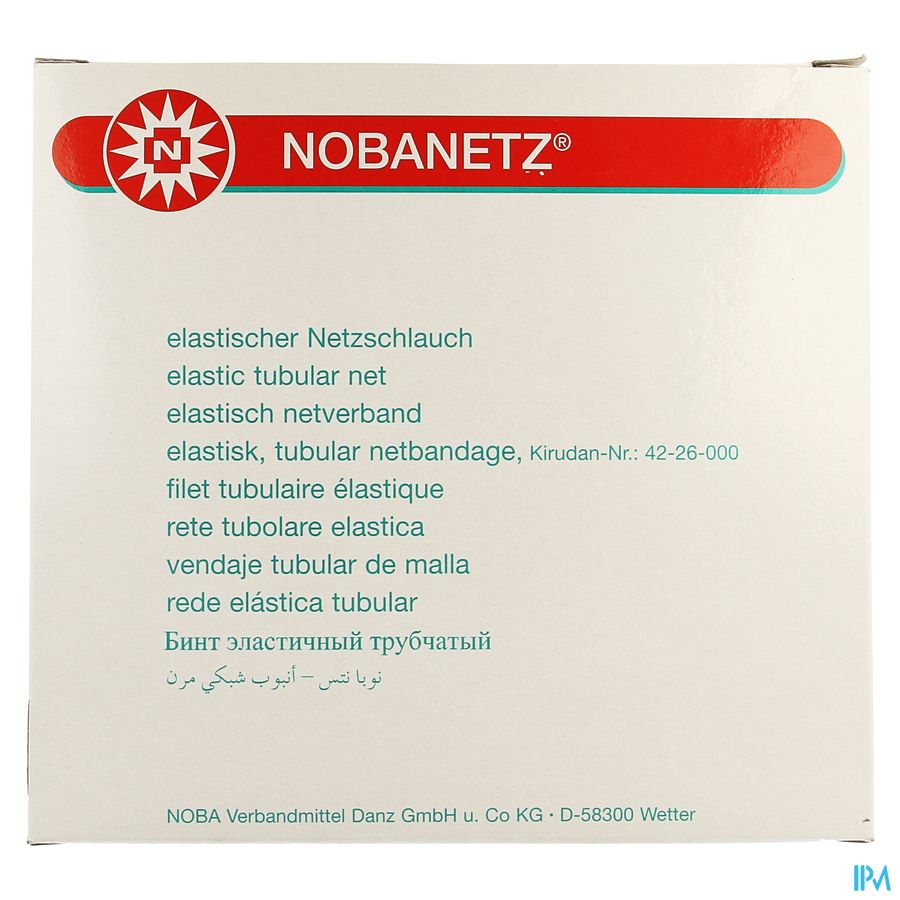 N
NOBANETZ®
elastischer Netzschlauch
elastic tubular net
elastisch netverband
elastisk, tubular netbandage, Kirudan-Nr.: 42-26-000
filet tubulaire élastique
rete tubolare elastica
vendaje tubular de malla
rede elástica tubular
Бинт эластичный трубчатый
نوبا نتس – أنبوب شبكي مرن
NOBA Verbandmittel Danz GmbH u. Co KG • D-58300 Wetter
IPM